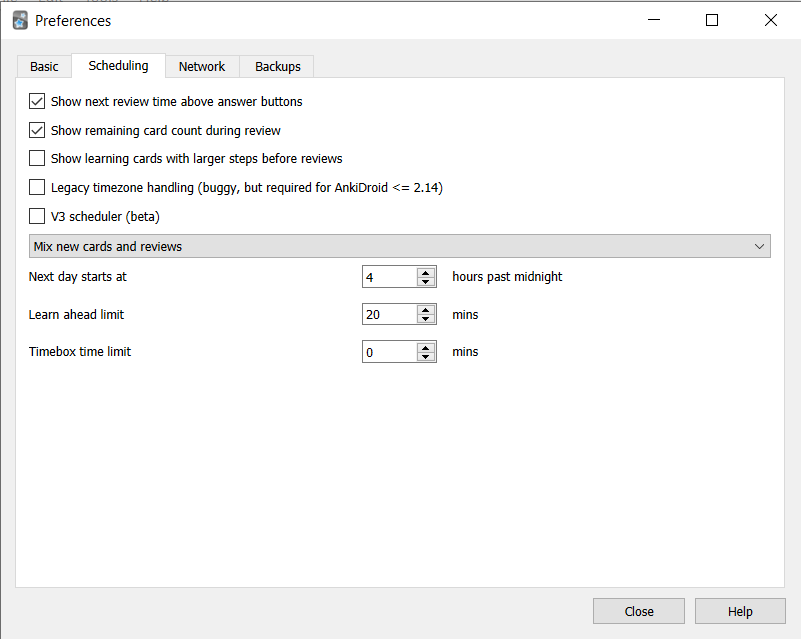 Preferences
Basic Scheduling Network Backups
Show next review time above answer buttons
Show remaining card count during review
Show learning cards with larger steps before reviews
Legacy timezone handling (buggy, but required for AnkiDroid <= 2.14)
V3 scheduler (beta)
Mix new cards and reviews
Next day starts at 4 hours past midnight
Learn ahead limit 20 mins
Timebox time limit 0 mins
Close Help